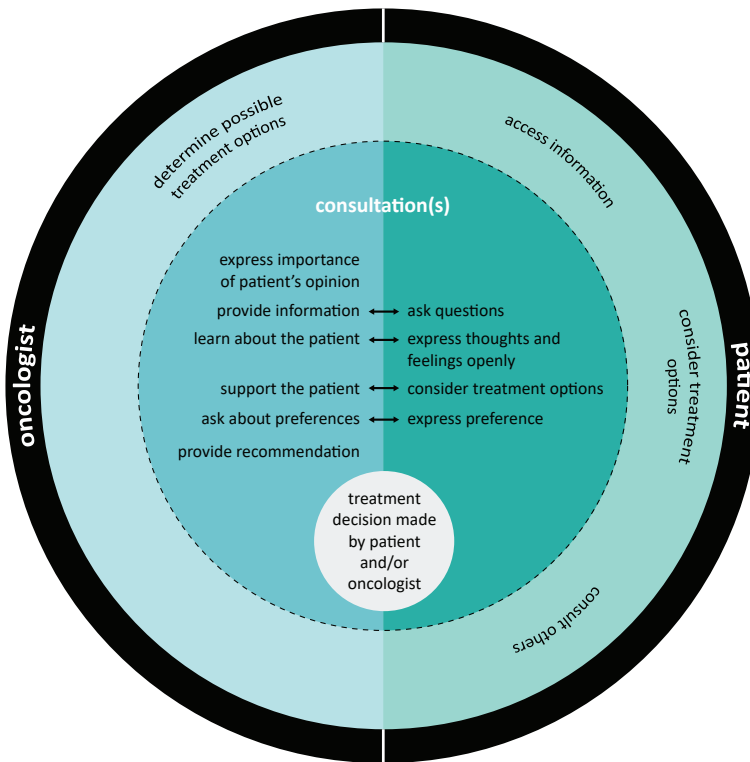 oncologist
patient
determine possible
treatment options
access information
consider treatment
options
consult others
consultation(s)
express importance
of patient’s opinion
provide information
ask questions
learn about the patient
express thoughts and
feelings openly
support the patient
consider treatment options
ask about preferences
express preference
provide recommendation
treatment
decision made
by patient
and/or
oncologist